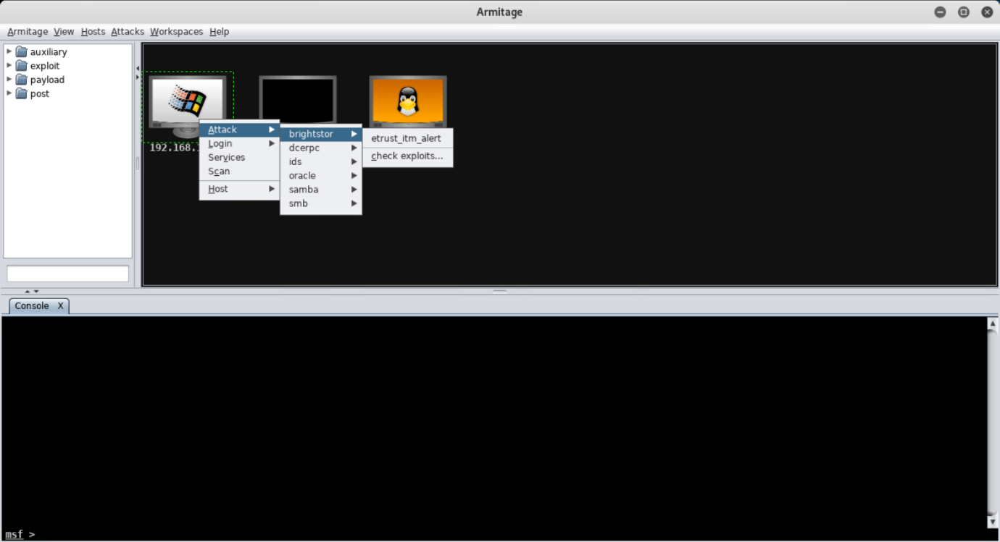 Armitage
Armitage View Hosts Attacks Workspaces Help
auxiliary
exploit
payload
post
192.168.
Attack
Login
Services
Scan
Host
brightstor
dcerpc
ids
oracle
samba
smb
etrust_itm_alert
check exploits...
Console X
msf >